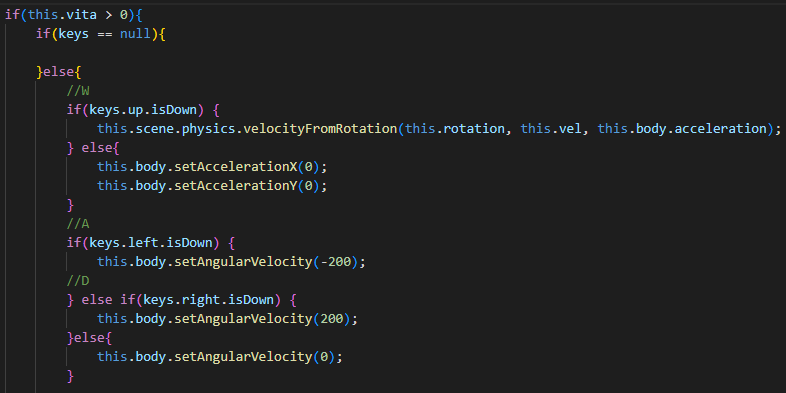 if(this.vita > 0){
if(keys == null){
}else{
//W
if(keys.up.isDown) {
this.scene.physics.velocityFromRotation(this.rotation, this.vel, this.body.acceleration);
} else{
this.body.setAccelerationX(0);
this.body.setAccelerationY(0);
}
//A
if(keys.left.isDown) {
this.body.setAngularVelocity(-200);
//D
} else if(keys.right.isDown) {
this.body.setAngularVelocity(200);
}else{
this.body.setAngularVelocity(0);
}